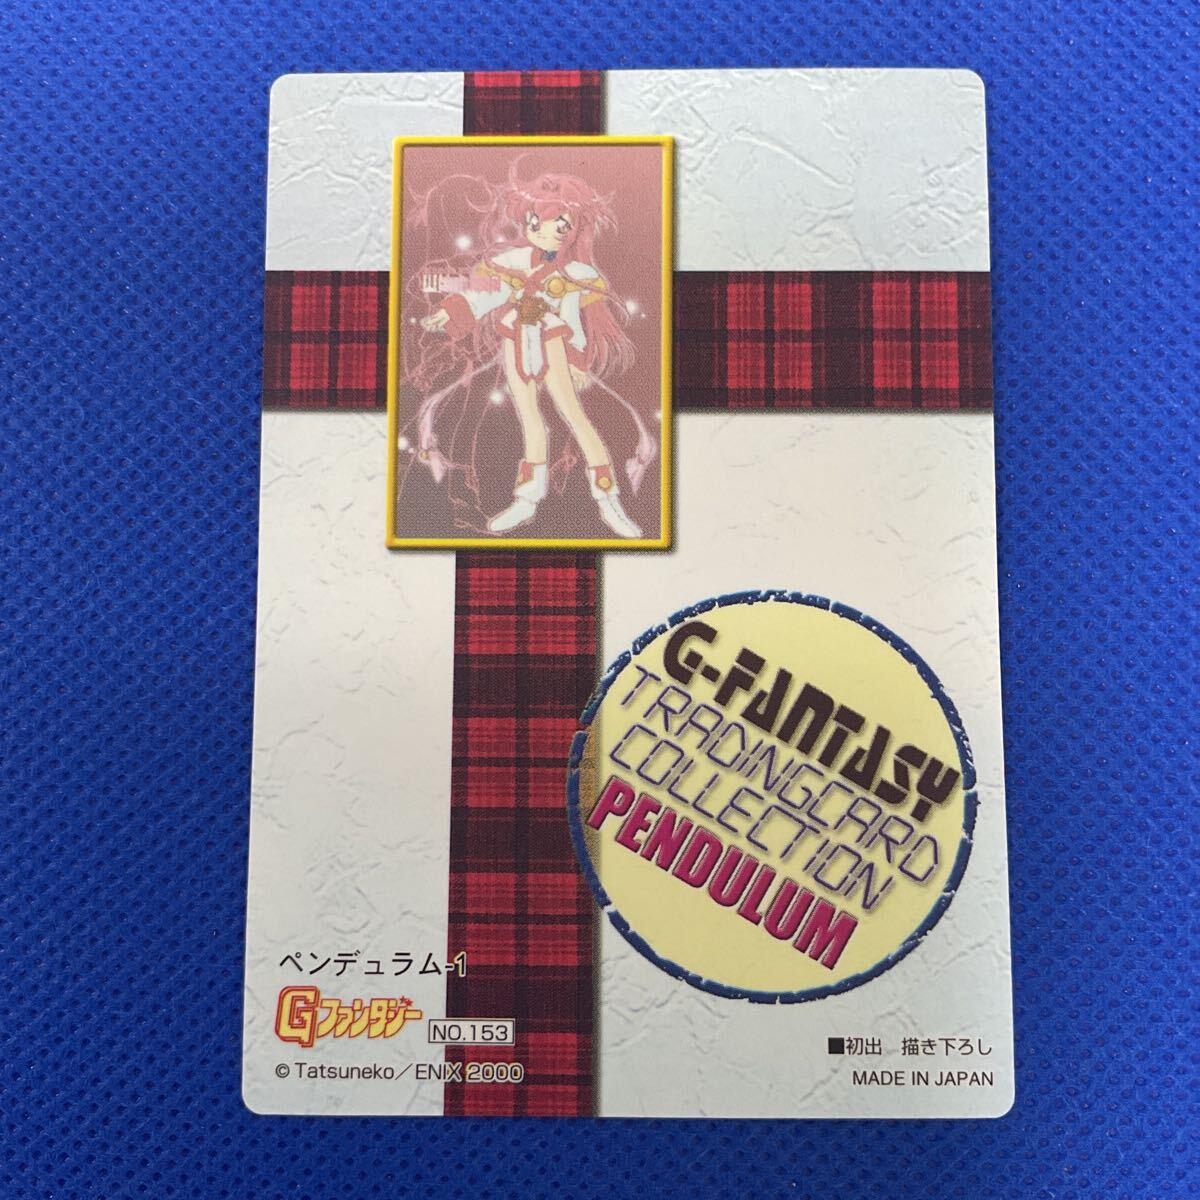 G-FANTASY
TRADINGCARD
COLLECTION
PENDULUM
ペンデュラム-1
Gファンタジー NO.153
©Tatsuneko／ENIX 2000
■初出　描き下ろし
MADE IN JAPAN